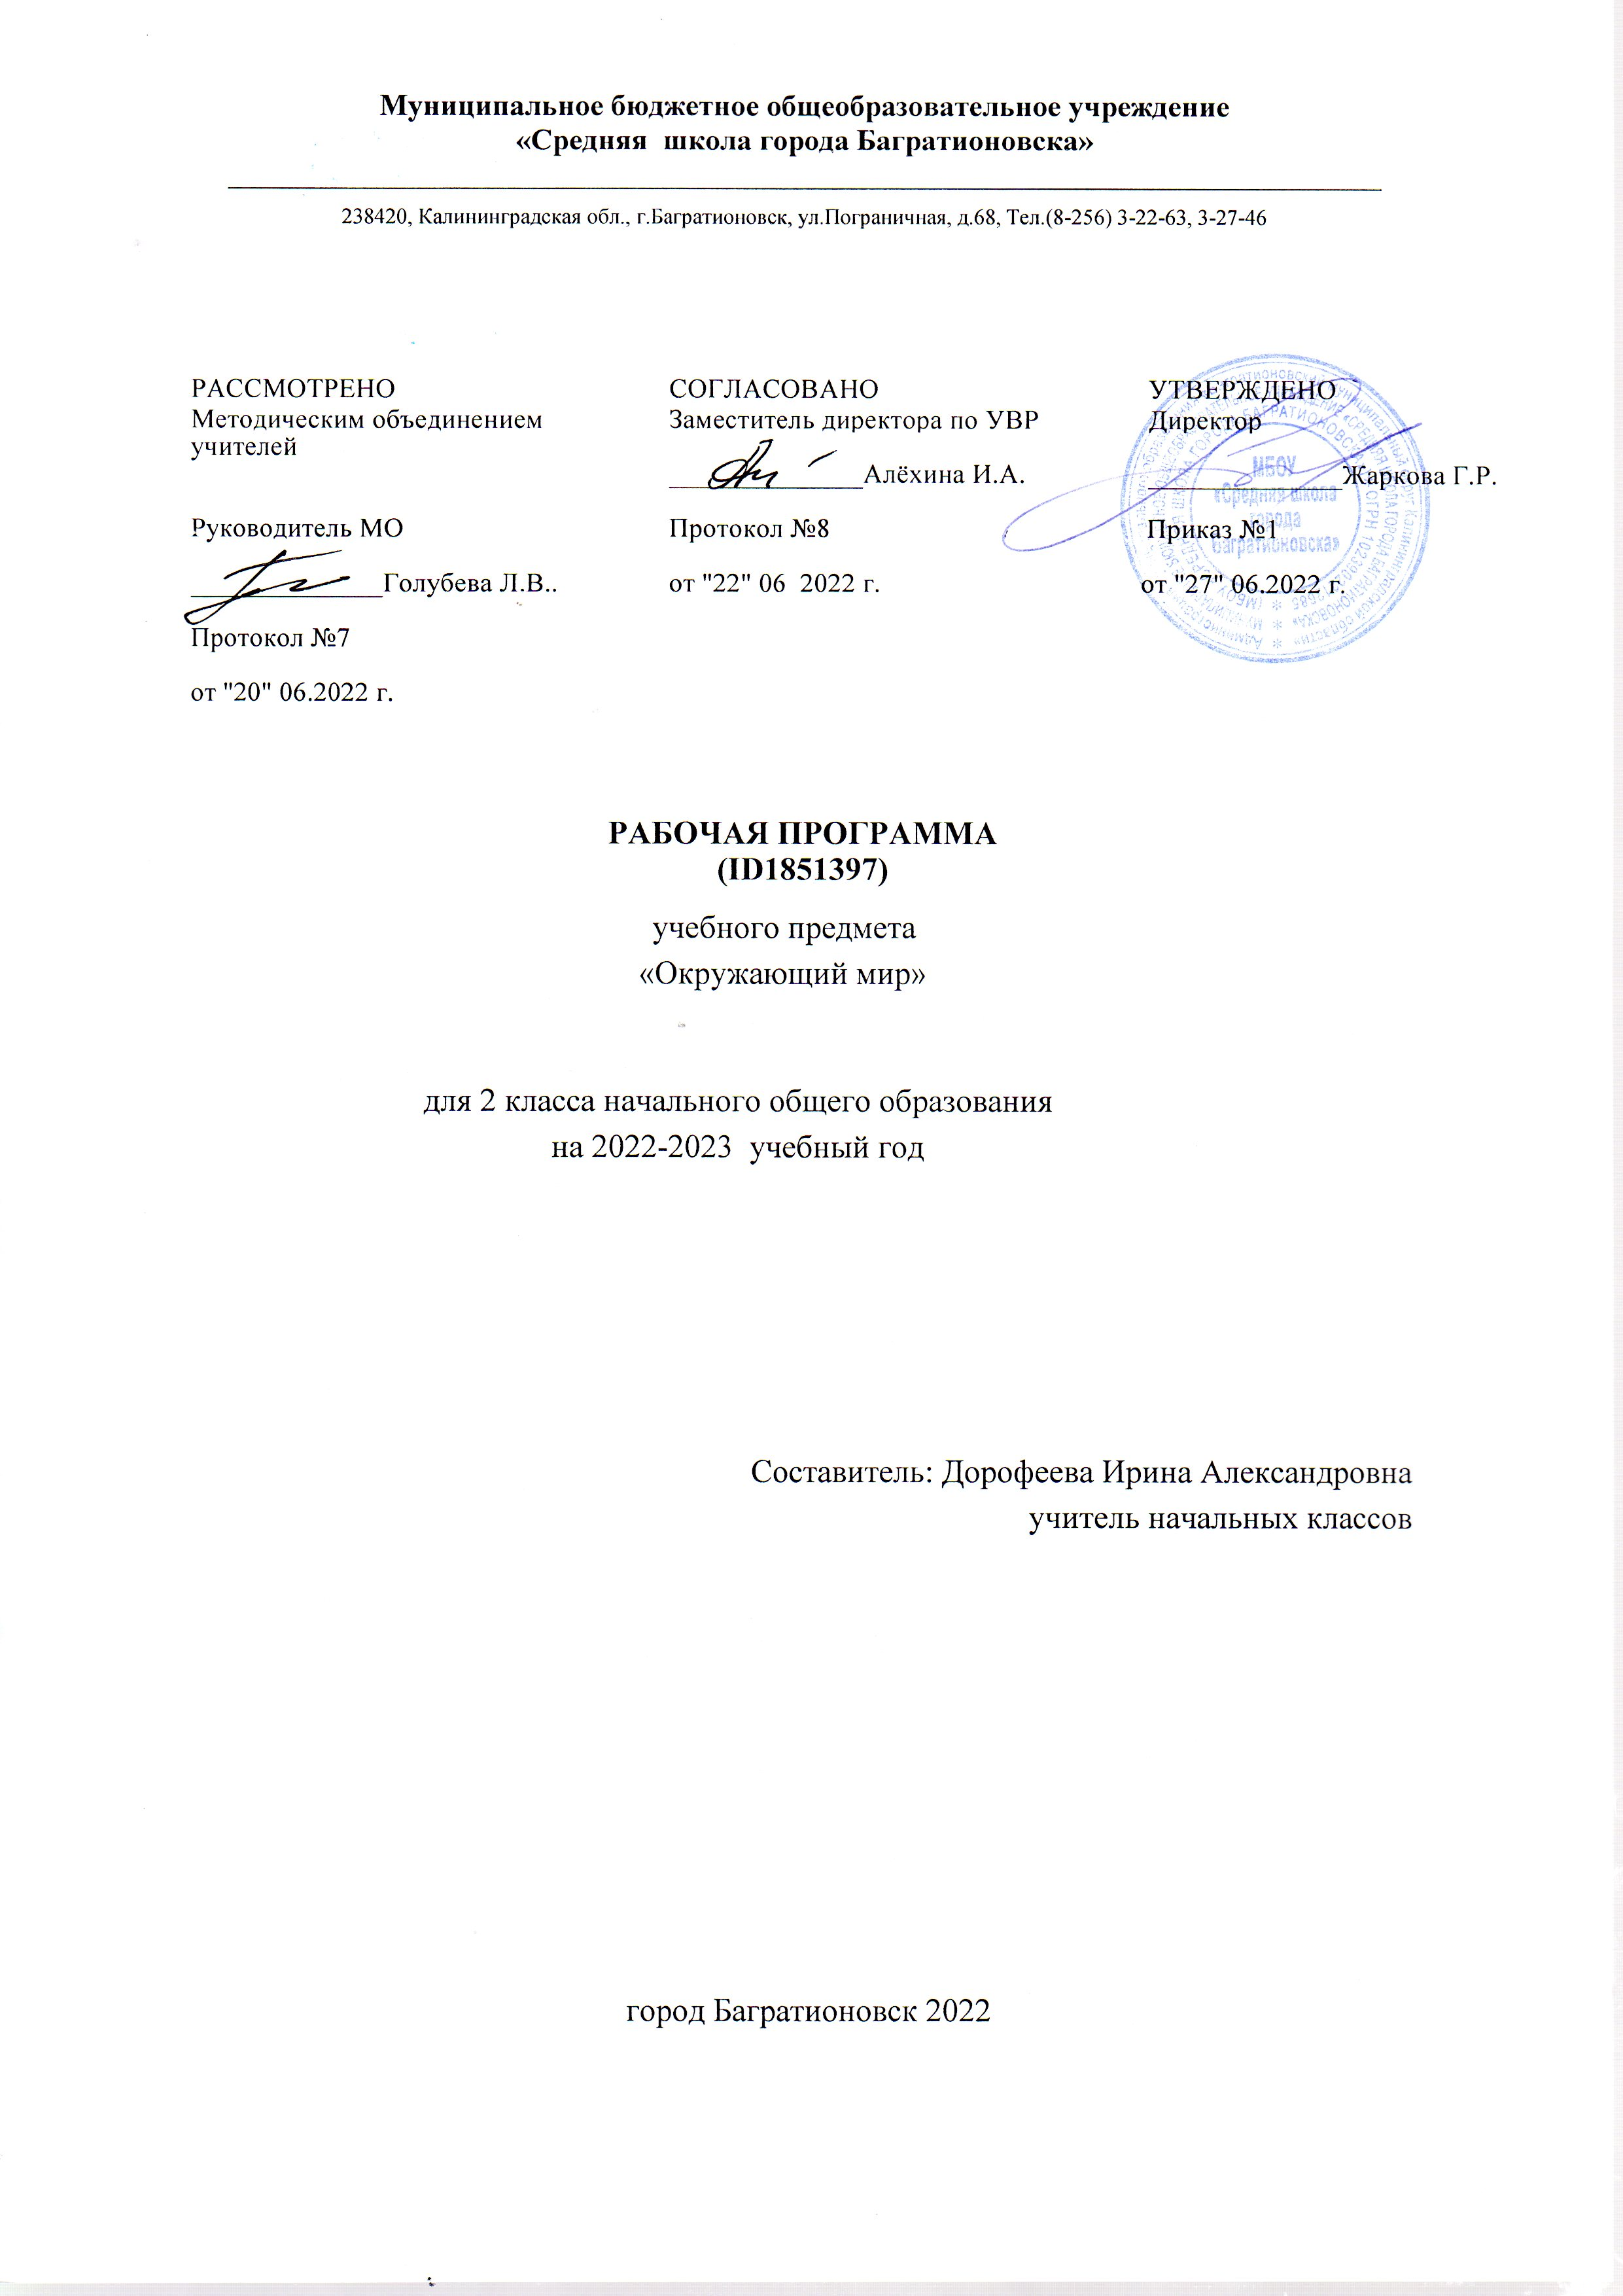 Муниципальное бюджетное общеобразовательное учреждение
«Средняя школа города Багратионовска»
238420, Калининградская обл., г.Багратионовск, ул.Пограничная, д.68, Тел.(8-256) 3-22-63, 3-27-46
РАССМОТРЕНО
Методическим объединением
учителей
Руководитель МО
Голубева Л.В..
Протокол №7
от "20" 06.2022 г.
СОГЛАСОВАНО
Заместитель директора по УВР
Алёхина И.А.
Протокол №8
от "22" 06 2022 г.
УТВЕРЖДЕНО
Директор
Жаркова Г.Р.
Приказ №1
от "27" 06.2022 г.
МБОУ
«Средняя школа
города
Багратионовска»
РАБОЧАЯ ПРОГРАММА
(ID1851397)
учебного предмета
«Окружающий мир»
для 2 класса начального общего образования
на 2022-2023 учебный год
Составитель: Дорофеева Ирина Александровна
учитель начальных классов
город Багратионовск 2022